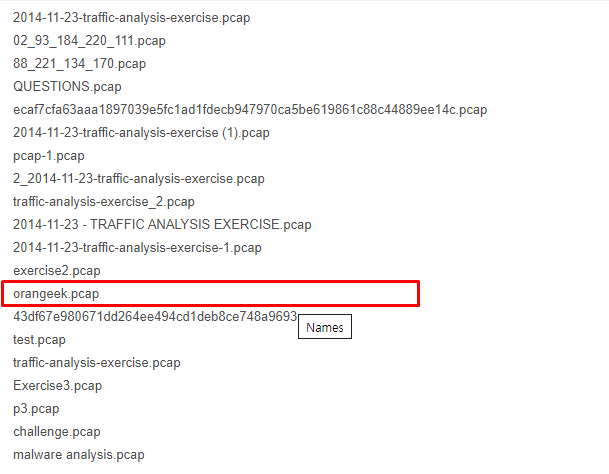 2014-11-23-traffic-analysis-exercise.pcap
02_93_184_220_111.pcap
88_221_134_170.pcap
QUESTIONS.pcap
ecaf7cfa63aaa1897039e5fc1ad1fdecb947970ca5be619861c88c44889ee14c.pcap
2014-11-23-traffic-analysis-exercise (1).pcap
pcap-1.pcap
2_2014-11-23-traffic-analysis-exercise.pcap
traffic-analysis-exercise_2.pcap
2014-11-23 - TRAFFIC ANALYSIS EXERCISE.pcap
2014-11-23-traffic-analysis-exercise-1.pcap
exercise2.pcap
orangeek.pcap
43df67e980671dd264ee494cd1deb8ce748a9693
Names
test.pcap
traffic-analysis-exercise.pcap
Exercise3.pcap
p3.pcap
challenge.pcap
malware analysis.pcap